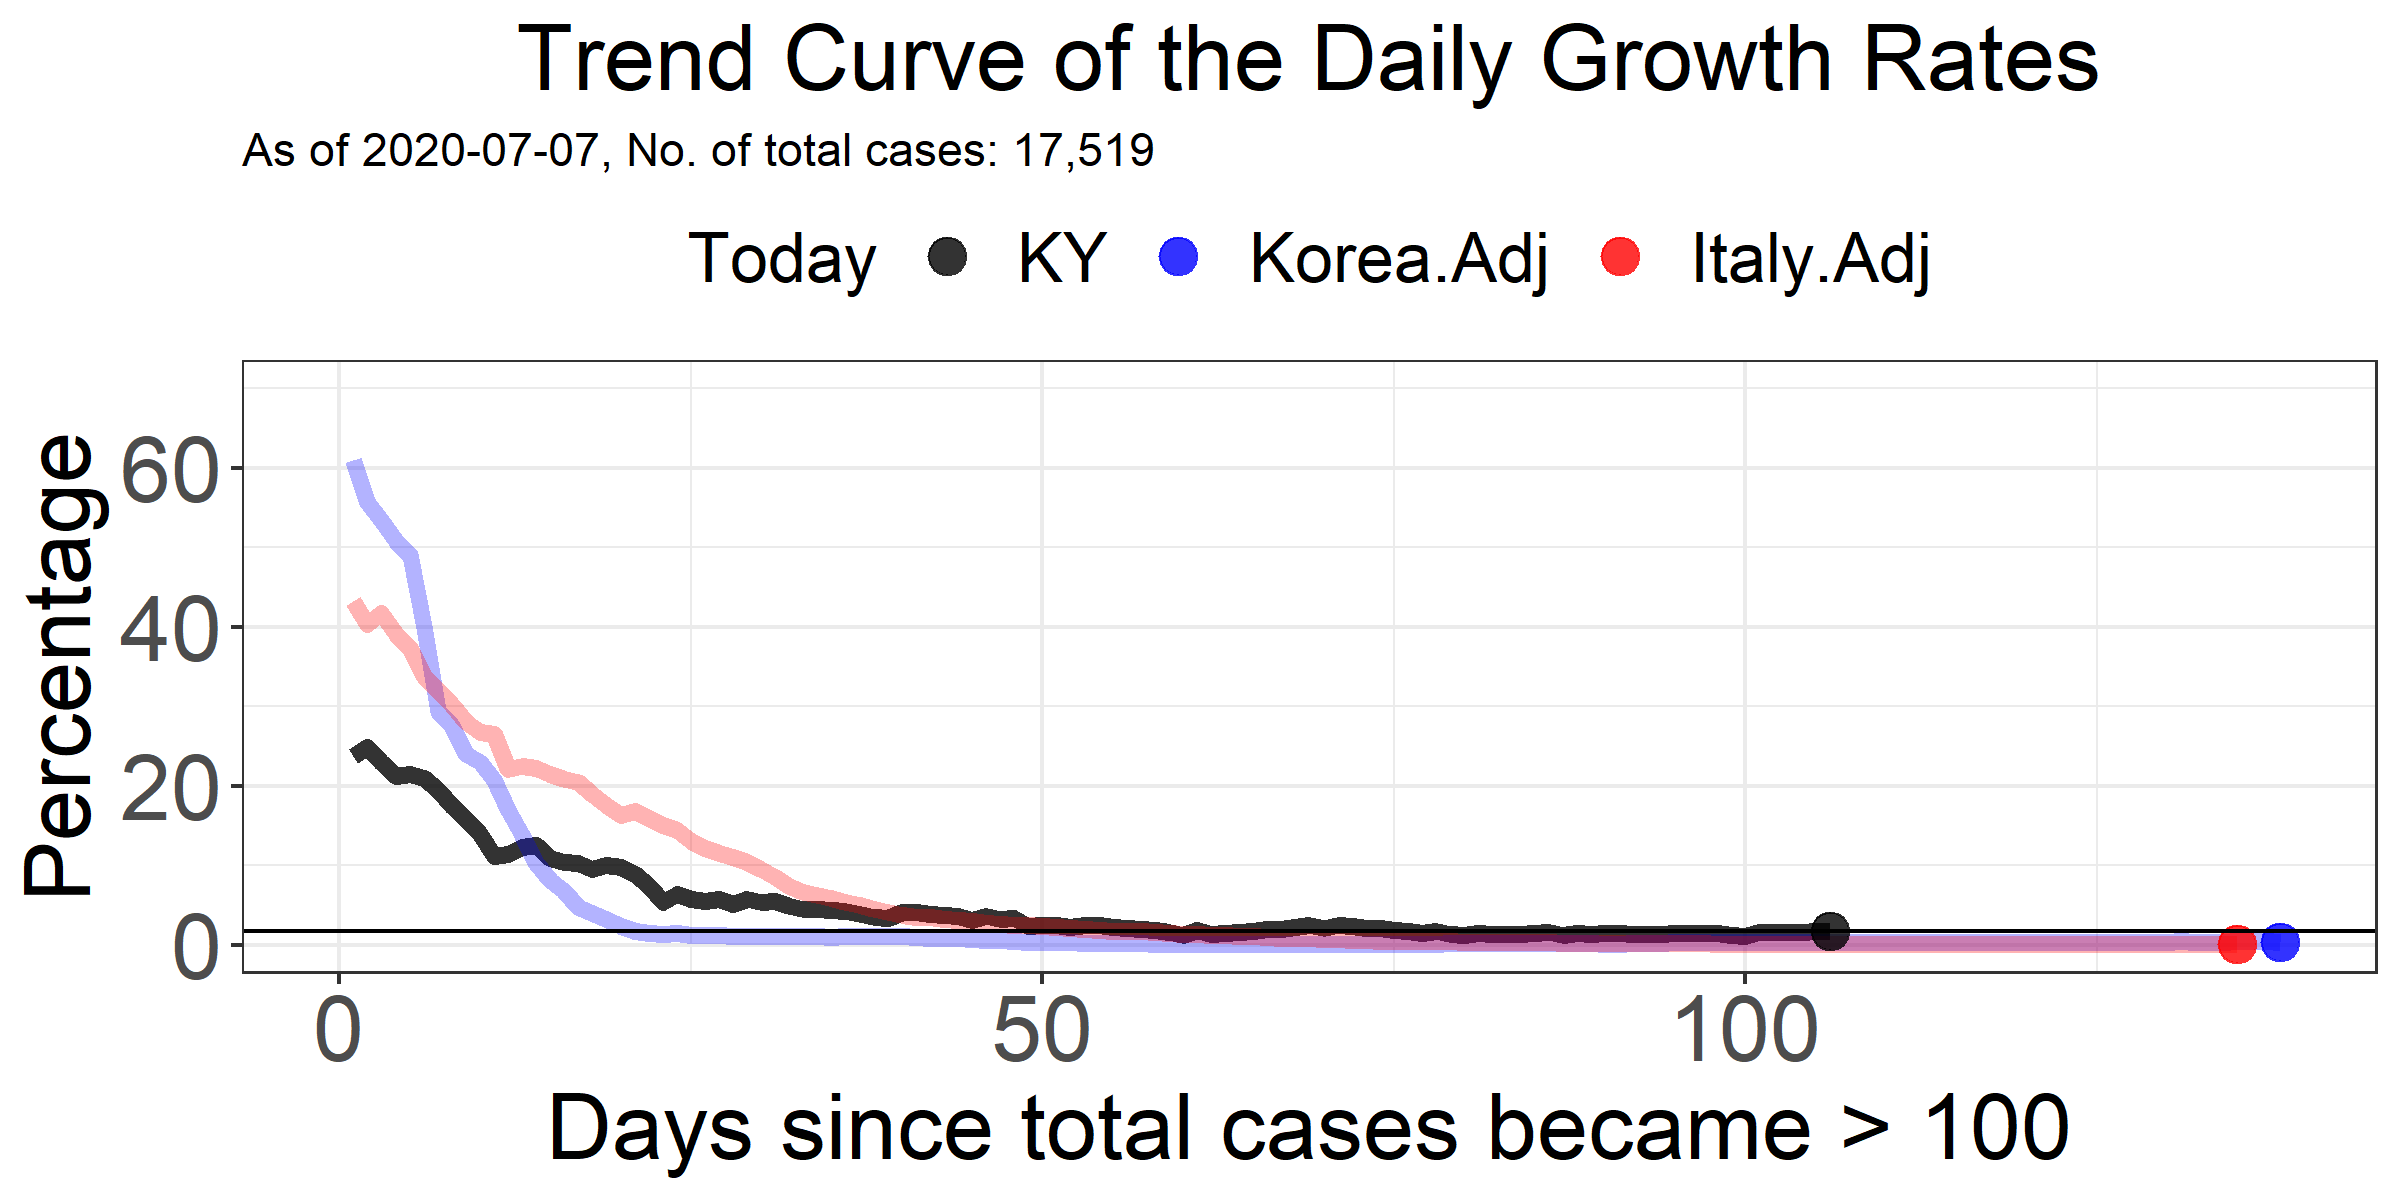 Trend Curve of the Daily Growth Rates
As of 2020-07-07, No. of total cases: 17,519
Today KY Korea.Adj Italy.Adj
Percentage
60
40
20
0
0 50 100
Days since total cases became > 100